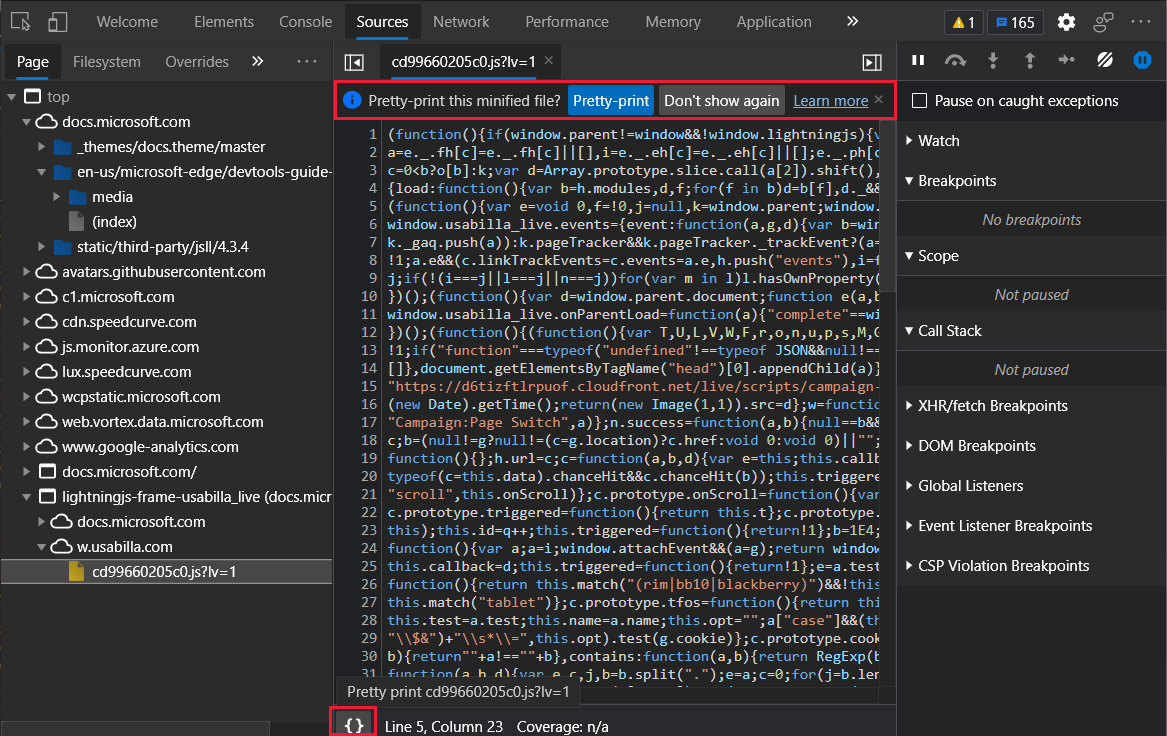 Welcome Elements Console Sources Network Performance Memory Application » 1 165 ···
Page Filesystem Overrides » ···
cd99660205c0.js?lv=1 ×
Pretty-print this minified file? Pretty-print Don't show again Learn more ×
top
docs.microsoft.com
_themes/docs.theme/master
en-us/microsoft-edge/devtools-guide-
media
(index)
static/third-party/jsll/4.3.4
avatars.githubusercontent.com
c1.microsoft.com
cdn.speedcurve.com
js.monitor.azure.com
lux.speedcurve.com
wcpstatic.microsoft.com
web.vortex.data.microsoft.com
www.google-analytics.com
docs.microsoft.com/
lightningjs-frame-usabilla_live (docs.micr
docs.microsoft.com
w.usabilla.com
cd99660205c0.js?lv=1
1 (function(){if(window.parent!=window&&!window.lightningjs){v
2 a=e._.fh[c]=e._.fh[c]||[],i=e._.eh[c]=e._.eh[c]||[];e._.ph[c
3 c=0<b?o[b]:k;var d=Array.prototype.slice.call(a[2]).shift(),
4 {load:function(){var b=h.modules,d,f;for(f in b)d=b[f],d._&&
5 (function(){var e=void 0,f=!0,j=null,k=window.parent;window.
6 window.usabilla_live.events={event:function(a,g,d){var b=win
7 k._gaq.push(a)):k.pageTracker&&k.pageTracker._trackEvent?(a=
8 !1;a.e&&(c.linkTrackEvents=c.events=a.e,h.push("events"),i=f
9 j;if(!(i===j||l===j||n===j))for(var m in l)l.hasOwnProperty(
10 })();(function(){var d=window.parent.document;function e(a,b
11 window.usabilla_live.onParentLoad=function(a){"complete"==wi
12 })();(function(){(function(){var T,U,L,V,W,F,r,o,n,u,p,s,M,G
13 !1;if("function"===typeof("undefined"!==typeof JSON&&null!==
14 []},document.getElementsByTagName("head")[0].appendChild(a)}
15 "https://d6tizftlrpuof.cloudfront.net/live/scripts/campaign-
16 (new Date).getTime();return(new Image(1,1)).src=d};w=functio
17 "Campaign:Page Switch",a)};n.success=function(a,b){null==b&&
18 c;b=(null!=g?null!=(c=g.location)?c.href:void 0:void 0)||"";
19 function(){};h.url=c;c=function(a,b,d){var e=this;this.callb
20 typeof(c=this.data).chanceHit&&c.chanceHit(b));this.triggere
21 "scroll",this.onScroll)};c.prototype.onScroll=function(){var
22 c.prototype.triggered=function(){return this.t};c.prototype.
23 this);this.id=q++;this.triggered=function(){return!1};b=1E4;
24 function(){var a;a=i;window.attachEvent&&(a=g);return window
25 this.callback=d;this.triggered=function(){return!1};e=a.test
26 function(){return this.match("(rim|bb10|blackberry)")&&!this
27 this.match("tablet")};c.prototype.tfos=function(){return thi
28 this.test=a.test;this.name=a.name;this.opt="";a["case"]&&(th
29 "\\$&")+"\\s*\\=",this.opt).test(g.cookie)};c.prototype.cook
30 b){return""+a!==""+b},contains:function(a,b){return RegExp(b
31 function(a,b,d){var e,c,j,b=b.split(".");e=a;c=0;for(j=b.len
Pretty print cd99660205c0.js?lv=1
{} Line 5, Column 23 Coverage: n/a
Pause on caught exceptions
Watch
Breakpoints
No breakpoints
Scope
Not paused
Call Stack
Not paused
XHR/fetch Breakpoints
DOM Breakpoints
Global Listeners
Event Listener Breakpoints
CSP Violation Breakpoints